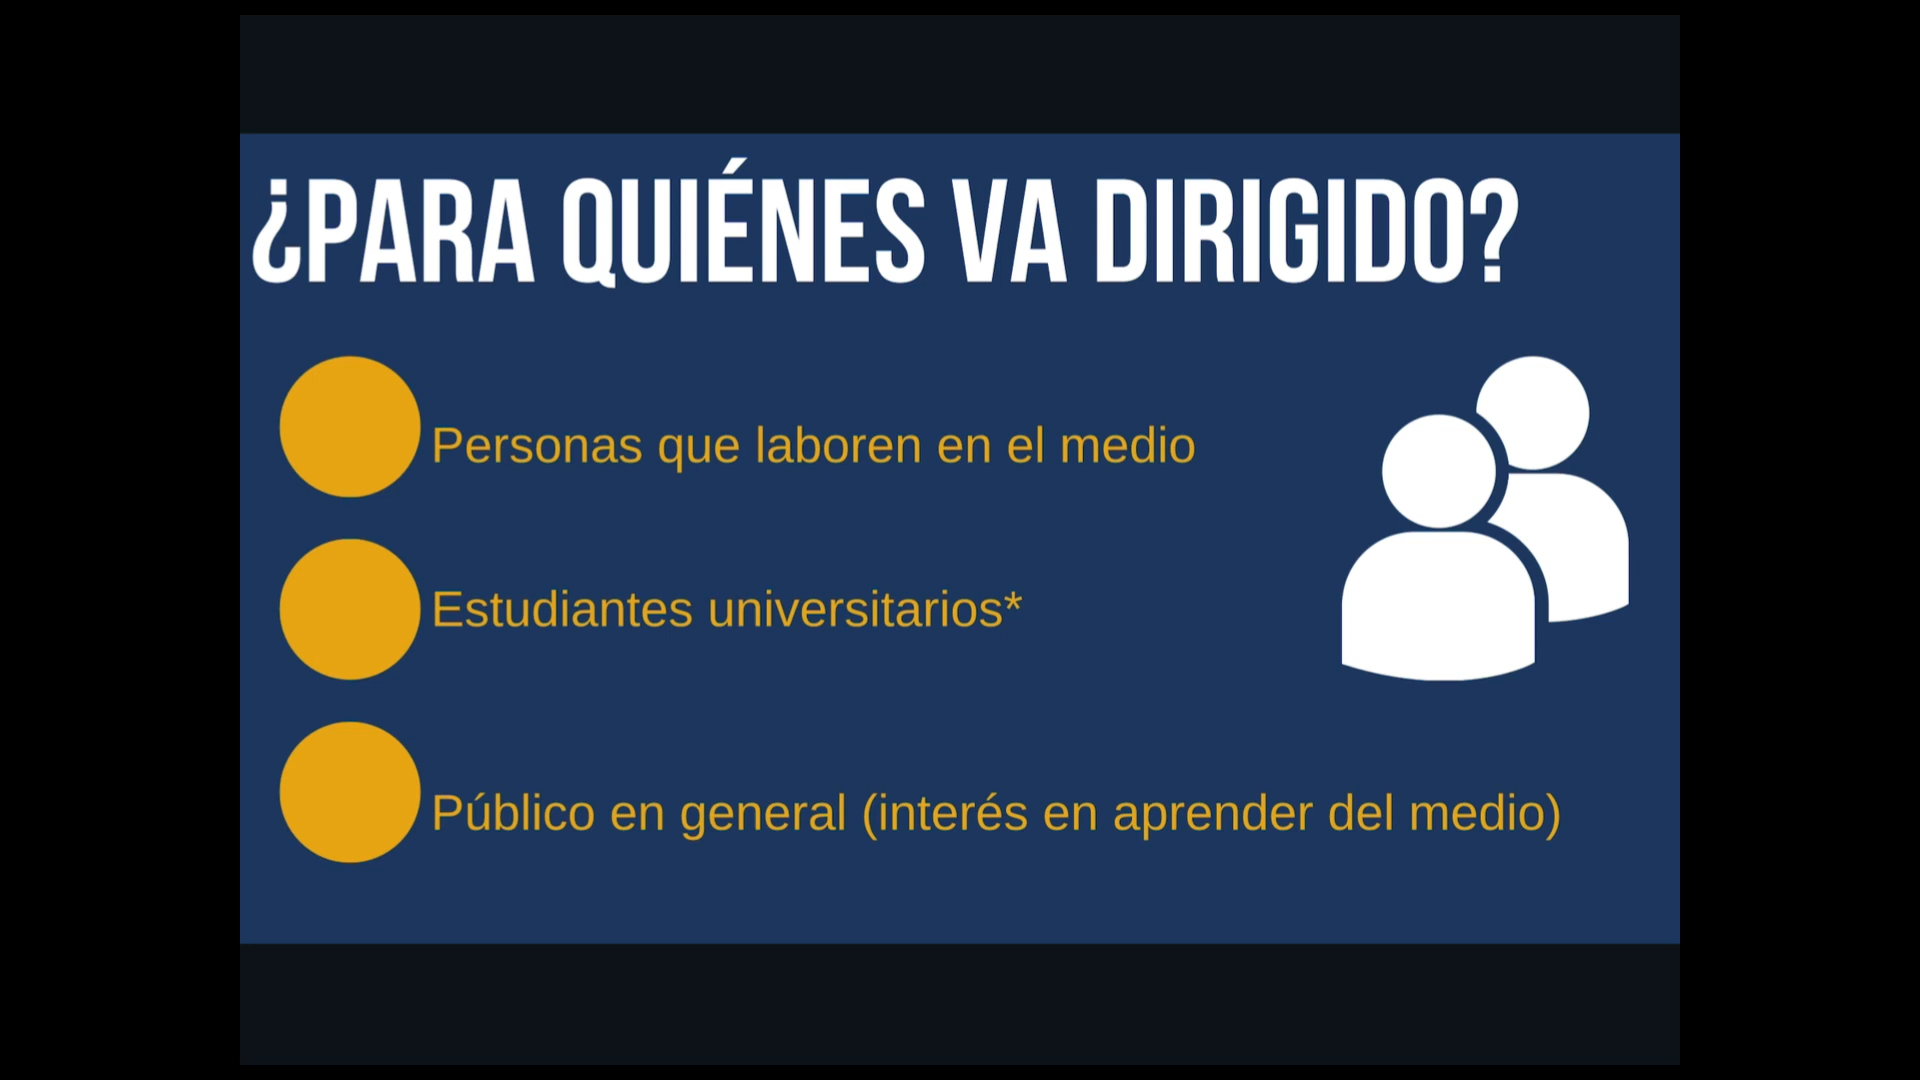 ¿PARA QUIÉNES VA DIRIGIDO?
Personas que laboren en el medio
Estudiantes universitarios*
Público en general (interés en aprender del medio)